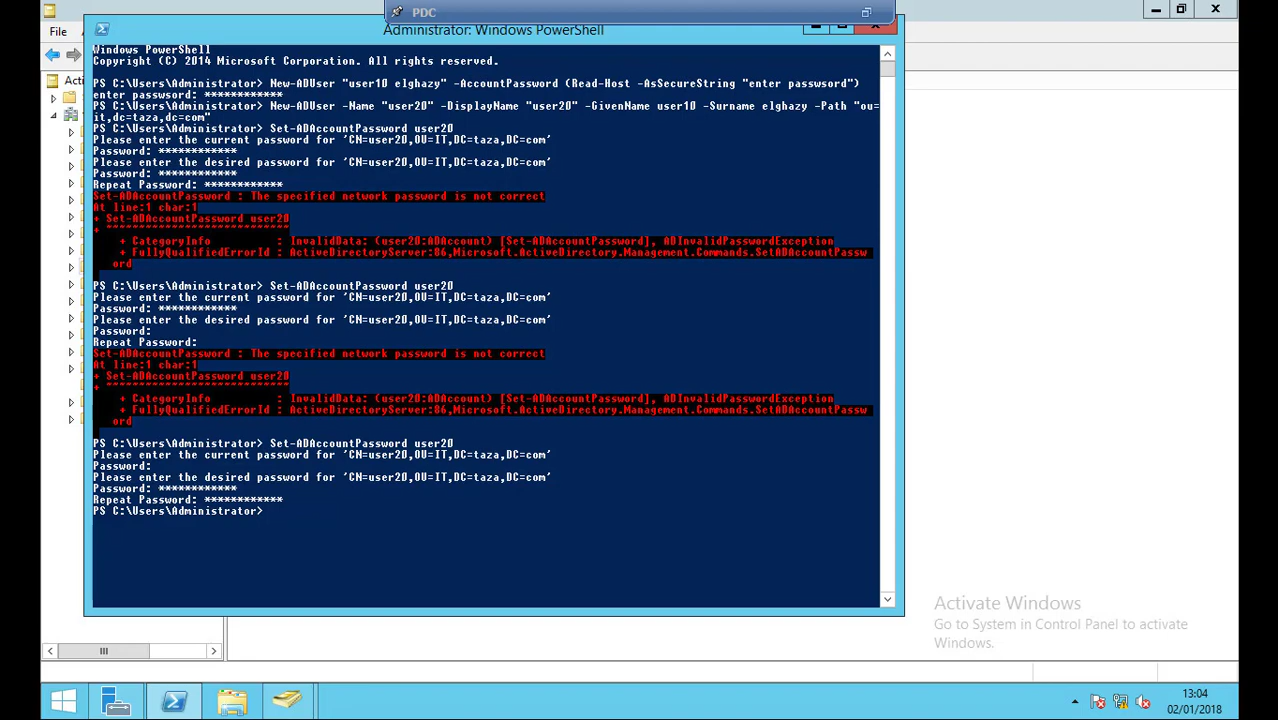 PDC
File
Administrator: Windows PowerShell
Acti
Windows PowerShell
Copyright (C) 2014 Microsoft Corporation. All rights reserved.
PS C:\Users\Administrator> New-ADUser "user10 elghazy" -AccountPassword (Read-Host -AsSecureString "enter passwsord")
enter passwsord: ************
PS C:\Users\Administrator> New-ADUser -Name "user20" -DisplayName "user20" -GivenName user10 -Surname elghazy -Path "ou=
it,dc=taza,dc=com"
PS C:\Users\Administrator> Set-ADAccountPassword user20
Please enter the current password for 'CN=user20,OU=IT,DC=taza,DC=com'
Password: ************
Please enter the desired password for 'CN=user20,OU=IT,DC=taza,DC=com'
Password: ************
Repeat Password: ************
Set-ADAccountPassword : The specified network password is not correct
At line:1 char:1
+ Set-ADAccountPassword user20
+ ~~~~~~~~~~~~~~~~~~~~~~~~~~~~
+ CategoryInfo : InvalidData: (user20:ADAccount) [Set-ADAccountPassword], ADInvalidPasswordException
+ FullyQualifiedErrorId : ActiveDirectoryServer:86,Microsoft.ActiveDirectory.Management.Commands.SetADAccountPassw
ord
PS C:\Users\Administrator> Set-ADAccountPassword user20
Please enter the current password for 'CN=user20,OU=IT,DC=taza,DC=com'
Password: ************
Please enter the desired password for 'CN=user20,OU=IT,DC=taza,DC=com'
Password:
Repeat Password:
Set-ADAccountPassword : The specified network password is not correct
At line:1 char:1
+ Set-ADAccountPassword user20
+ ~~~~~~~~~~~~~~~~~~~~~~~~~~~~
+ CategoryInfo : InvalidData: (user20:ADAccount) [Set-ADAccountPassword], ADInvalidPasswordException
+ FullyQualifiedErrorId : ActiveDirectoryServer:86,Microsoft.ActiveDirectory.Management.Commands.SetADAccountPassw
ord
PS C:\Users\Administrator> Set-ADAccountPassword user20
Please enter the current password for 'CN=user20,OU=IT,DC=taza,DC=com'
Password:
Please enter the desired password for 'CN=user20,OU=IT,DC=taza,DC=com'
Password: ************
Repeat Password: ************
PS C:\Users\Administrator>
Activate Windows
Go to System in Control Panel to activate
Windows.
13:04
02/01/2018